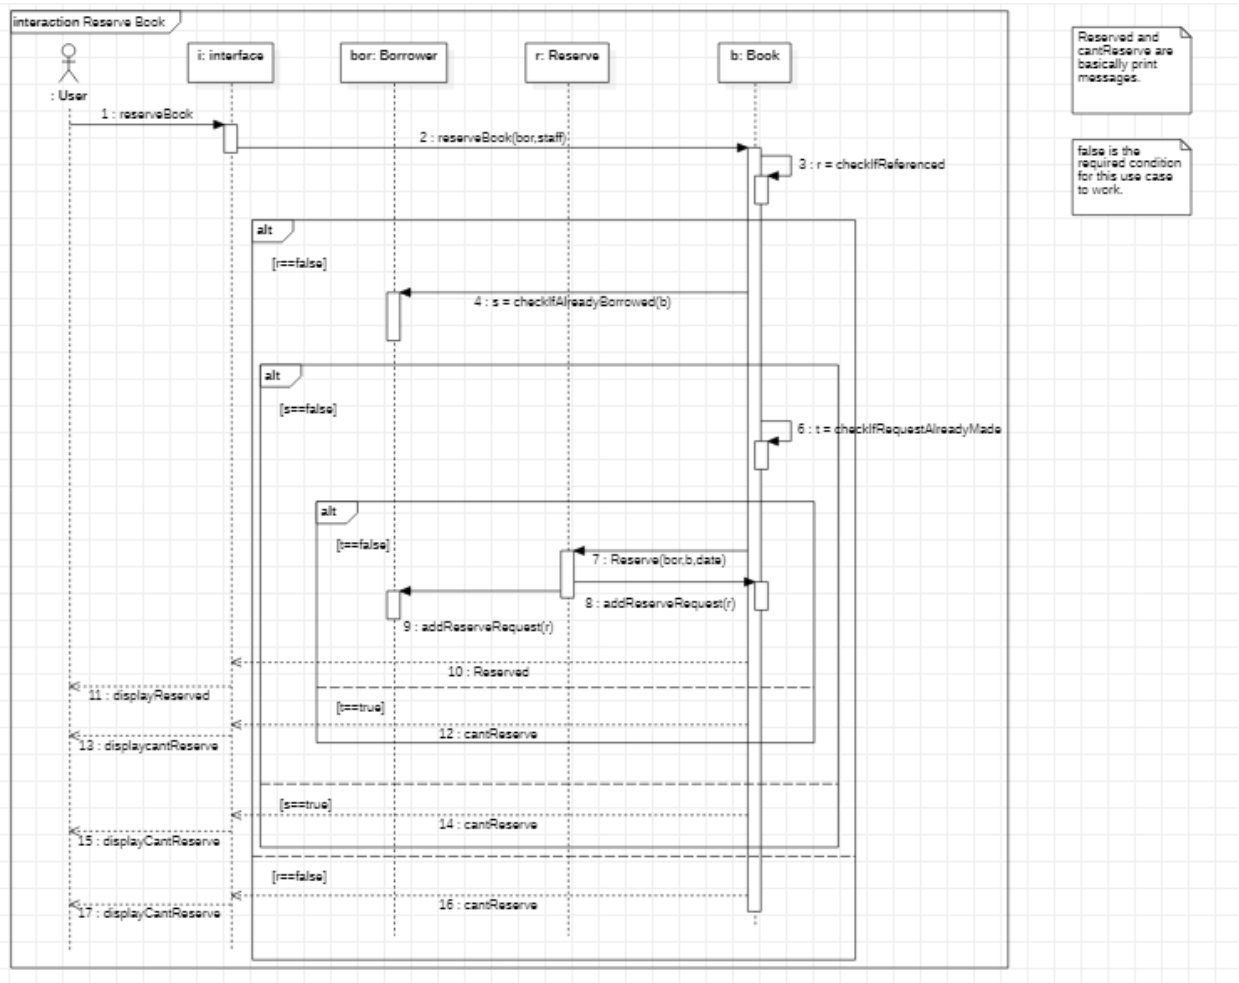 interaction Reserve Book
: User
i: interface
bor: Borrower
r: Reserve
b: Book
Reserved and
cantReserve are
basically print
messages.
1 : reserveBook
2 : reserveBook(bor,staff)
3 : r = checkIfReferenced
false is the
required condition
for this use case
to work.
alt
[r==false]
4 : s = checkIfAlreadyBorrowed(b)
alt
[s==false]
6 : t = checkIfRequestAlreadyMade
alt
[t==false]
7 : Reserve(bor,b,date)
8 : addReserveRequest(r)
9 : addReserveRequest(r)
10 : Reserved
11 : displayReserved
[t==true]
12 : cantReserve
13 : displaycantReserve
[s==true]
14 : cantReserve
15 : displayCantReserve
[r==false]
16 : cantReserve
17 : displayCantReserve